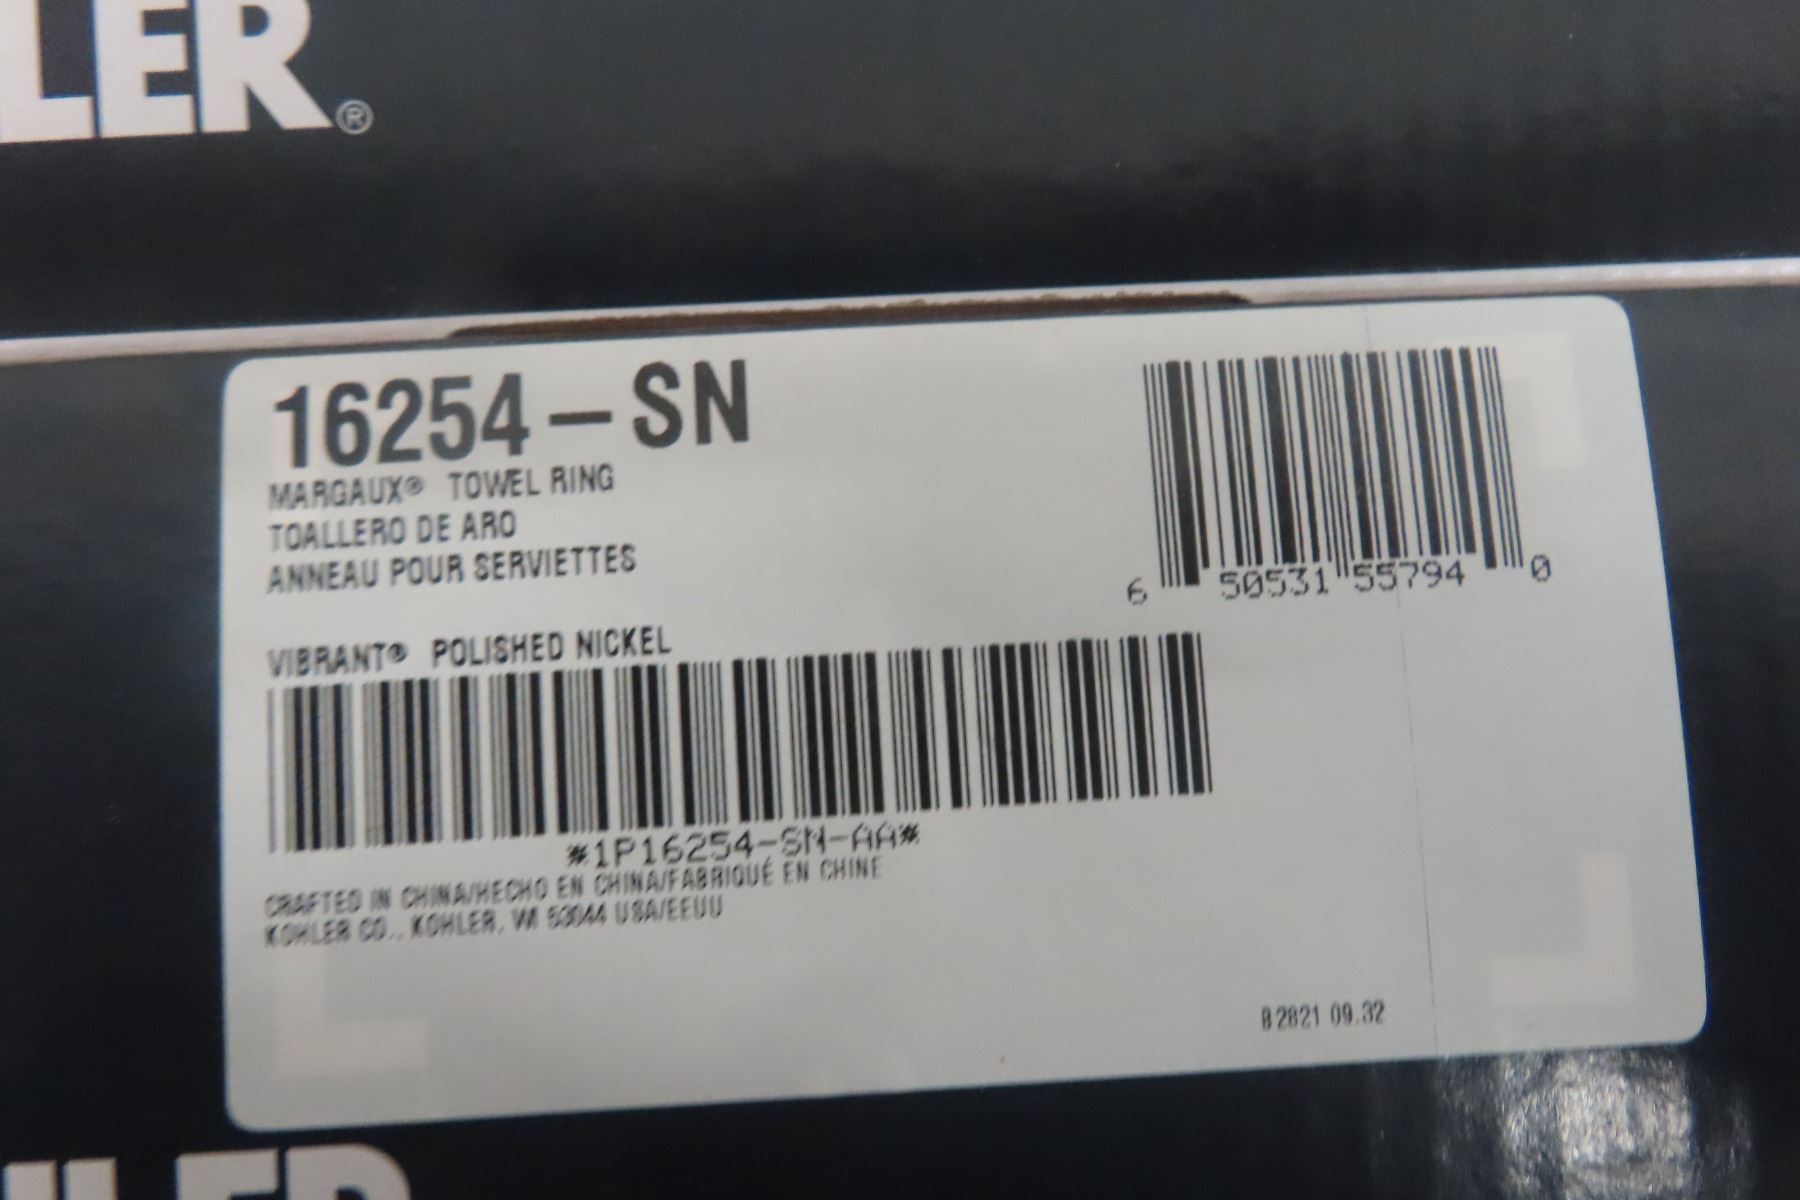 LER®
16254-SN
MARGAUX® TOWEL RING
TOALLERO DE ARO
ANNEAU POUR SERVIETTES
6 50531 55794 0
VIBRANT® POLISHED NICKEL
*1P16254-SN-AA*
CRAFTED IN CHINA/HECHO EN CHINA/FABRIQUÉ EN CHINE
KOHLER CO., KOHLER, WI 53044 USA/EEUU
82821 09.32
LER